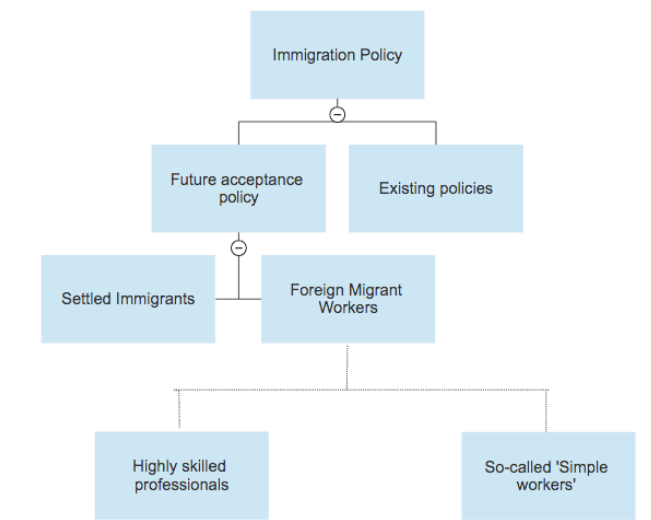 Immigration Policy
Future acceptance
policy
Existing policies
Settled Immigrants
Foreign Migrant
Workers
Highly skilled
professionals
So-called 'Simple
workers'